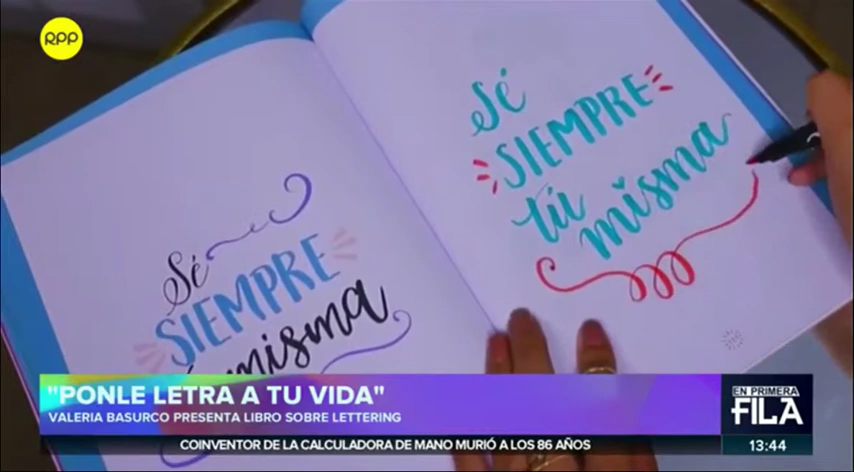 RPP
Sé
SIEMPRE
tú
misma
Sé
SIEMPRE
misma
"PONLE LETRA A TU VIDA"
VALERIA BASURCO PRESENTA LIBRO SOBRE LETTERING
EN PRIMERA
FILA
COINVENTOR DE LA CALCULADORA DE MANO MURIÓ A LOS 86 AÑOS
13:44